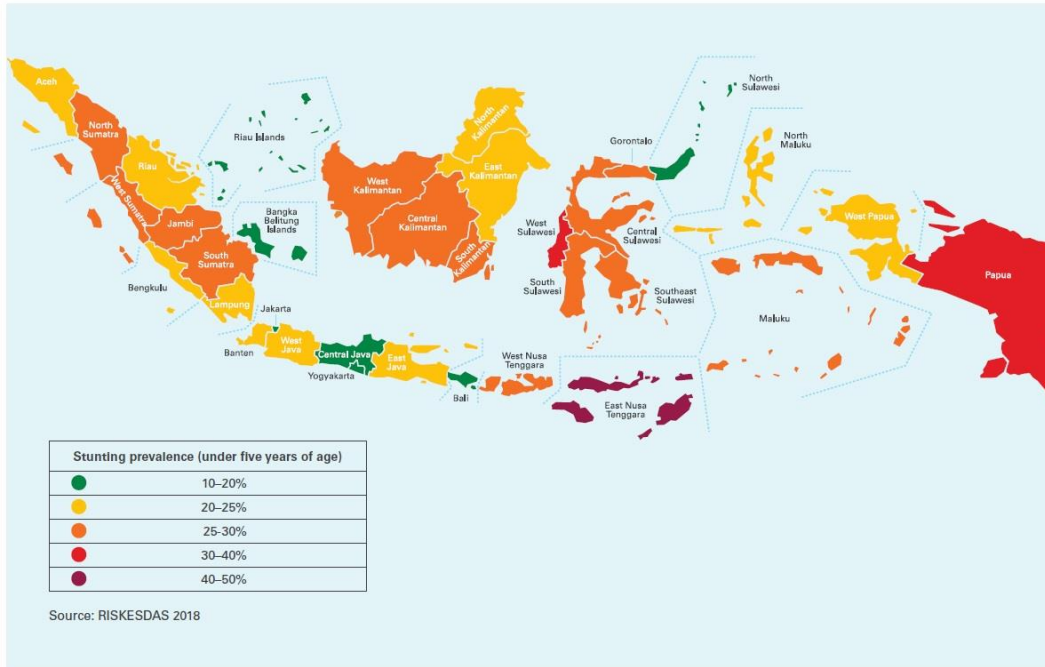 Aceh
North
Sumatra
Riau
Riau Islands
West Sumatra
Jambi
Bangka
Belitung
Islands
South
Sumatra
Bengkulu
Lampung
Jakarta
Banten
West
Java
Central Java
Yogyakarta
East
Java
Bali
West
Kalimantan
Central
Kalimantan
South
Kalimantan
North
Kalimantan
East
Kalimantan
Gorontalo
North
Sulawesi
West
Sulawesi
Central
Sulawesi
South
Sulawesi
Southeast
Sulawesi
West Nusa
Tenggara
East Nusa
Tenggara
North
Maluku
Maluku
West Papua
Papua
Stunting prevalence (under five years of age)
10–20%
20–25%
25-30%
30–40%
40–50%
Source: RISKESDAS 2018